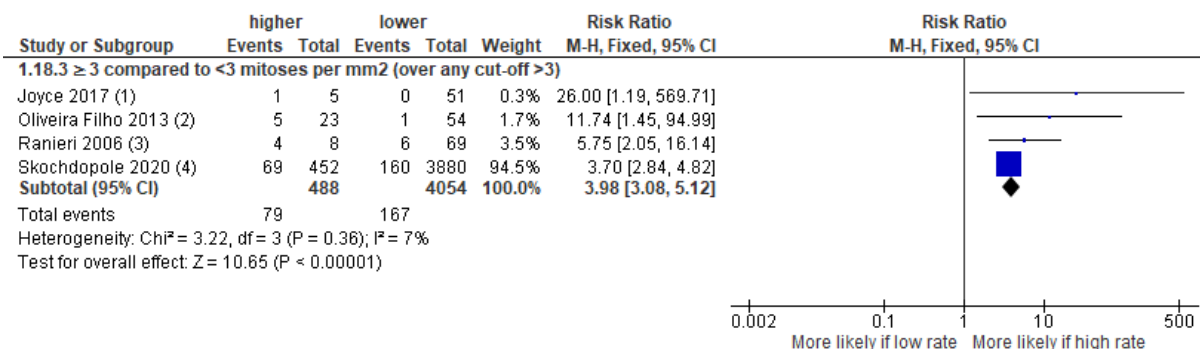 higher lower Risk Ratio Risk Ratio
Study or Subgroup Events Total Events Total Weight M-H, Fixed, 95% CI M-H, Fixed, 95% CI
1.18.3 ≥ 3 compared to <3 mitoses per mm2 (over any cut-off >3)
Joyce 2017 (1) 1 5 0 51 0.3% 26.00 [1.19, 569.71]
Oliveira Filho 2013 (2) 5 23 1 54 1.7% 11.74 [1.45, 94.99]
Ranieri 2006 (3) 4 8 6 69 3.5% 5.75 [2.05, 16.14]
Skochdopole 2020 (4) 69 452 160 3880 94.5% 3.70 [2.84, 4.82]
Subtotal (95% CI) 488 4054 100.0% 3.98 [3.08, 5.12]
Total events 79 167
Heterogeneity: Chi² = 3.22, df = 3 (P = 0.36); I² = 7%
Test for overall effect: Z = 10.65 (P < 0.00001)
0.002 0.1 1 10 500
More likely if low rate More likely if high rate